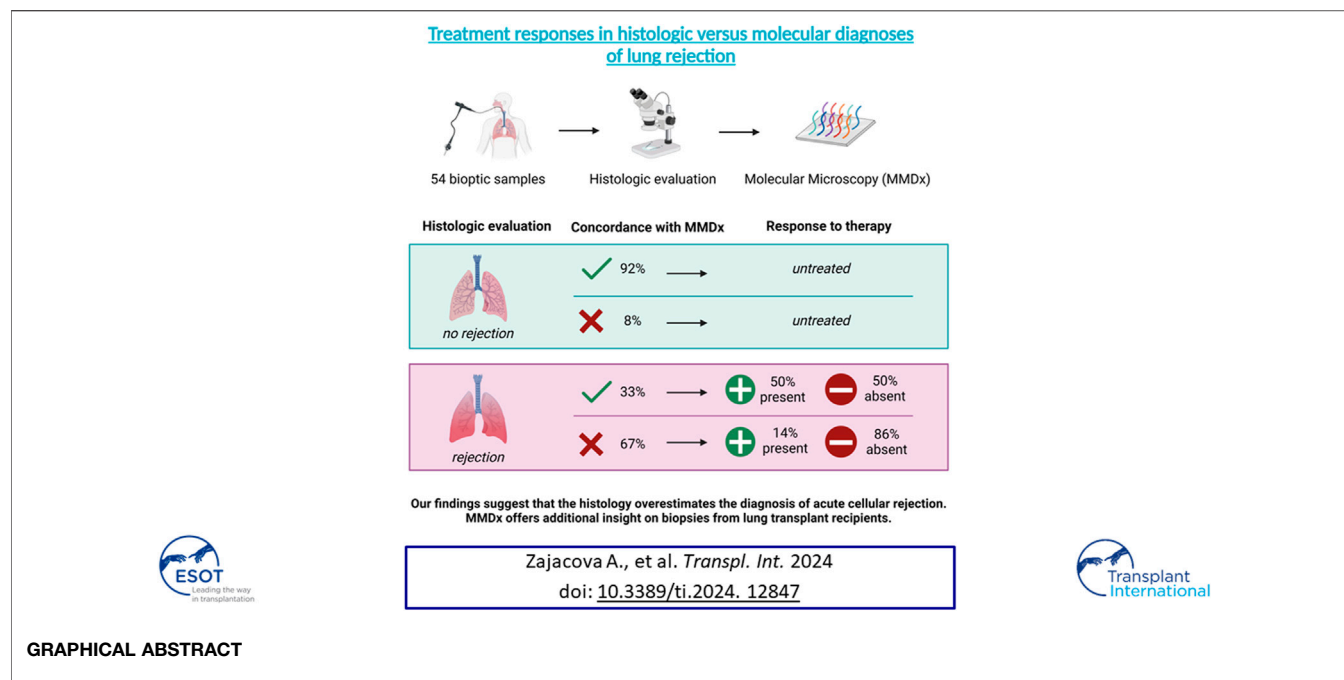 Treatment responses in histologic versus molecular diagnoses
of lung rejection
54 bioptic samples
Histologic evaluation
Molecular Microscopy (MMDx)
Histologic evaluation
Concordance with MMDx
Response to therapy
92%
untreated
8%
untreated
no rejection
33%
50%
present
50%
absent
67%
14%
present
86%
absent
rejection
Our findings suggest that the histology overestimates the diagnosis of acute cellular rejection.
MMDx offers additional insight on biopsies from lung transplant recipients.
ESOT
Leading the way
in transplantation
Zajacova A., et al. Transpl. Int. 2024
doi: 10.3389/ti.2024. 12847
Transplant
International
GRAPHICAL ABSTRACT